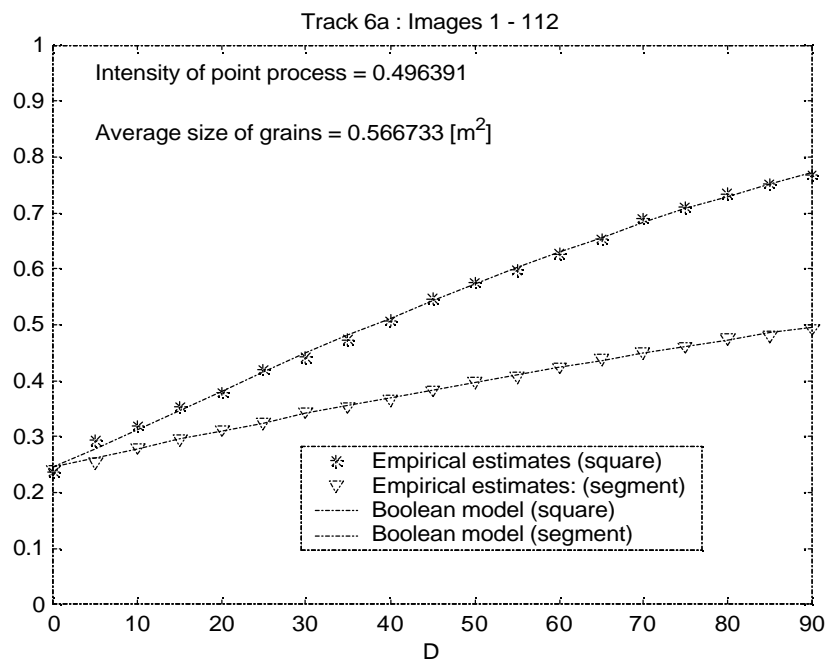 Track 6a : Images 1 - 112
1
Intensity of point process = 0.496391
0.9
Average size of grains = 0.566733 [m²]
0.8
0.7
0.6
0.5
0.4
0.3
Empirical estimates (square)
Empirical estimates: (segment)
0.2
Boolean model (square)
Boolean model (segment)
0.1
0
0 10 20 30 40 50 60 70 80 90
D